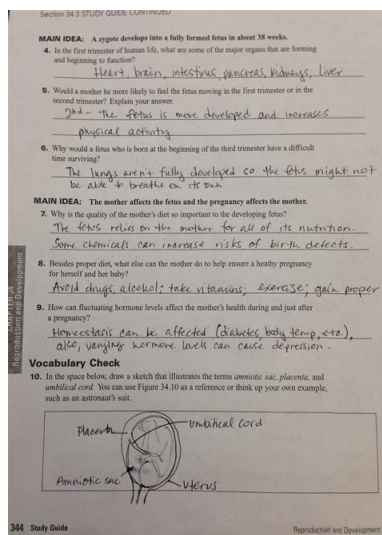 Section 34.3 STUDY GUIDE CONTINUED
MAIN IDEA: A zygote develops into a fully formed fetus in about 38 weeks.
4. In the first trimester of human life, what are some of the major organs that are forming
and beginning to function?
Heart, brain, intestines, pancreas, kidneys, liver
5. Would a mother be more likely to feel the fetus moving in the first trimester or in the
second trimester? Explain your answer.
2nd - the fetus is more developed and increases
physical activity
6. Why would a fetus who is born at the beginning of the third trimester have a difficult
time surviving?
The lungs aren't fully developed so the fetus might not
be able to breathe on its own
MAIN IDEA: The mother affects the fetus and the pregnancy affects the mother.
7. Why is the quality of the mother's diet so important to the developing fetus?
The fetus relies on the mother for all of its nutrition.
Some chemicals can increase risks of birth defects.
8. Besides proper diet, what else can the mother do to help ensure a heathy pregnancy
for herself and her baby?
Avoid drugs, alcohol; take vitamins; exercise; gain proper
9. How can fluctuating hormone levels affect the mother's health during and just after
a pregnancy?
Homeostasis can be affected (diabetes, body temp, etc.),
also, varying hormone levels can cause depression.
Vocabulary Check
10. In the space below, draw a sketch that illustrates the terms amniotic sac, placenta, and
umbilical cord. You can use Figure 34.10 as a reference or think up your own example,
such as an astronaut's suit.
Placenta
umbilical cord
Amniotic sac
uterus
CHAPTER 34
Reproduction and Development
344 Study Guide
Reproduction and Development